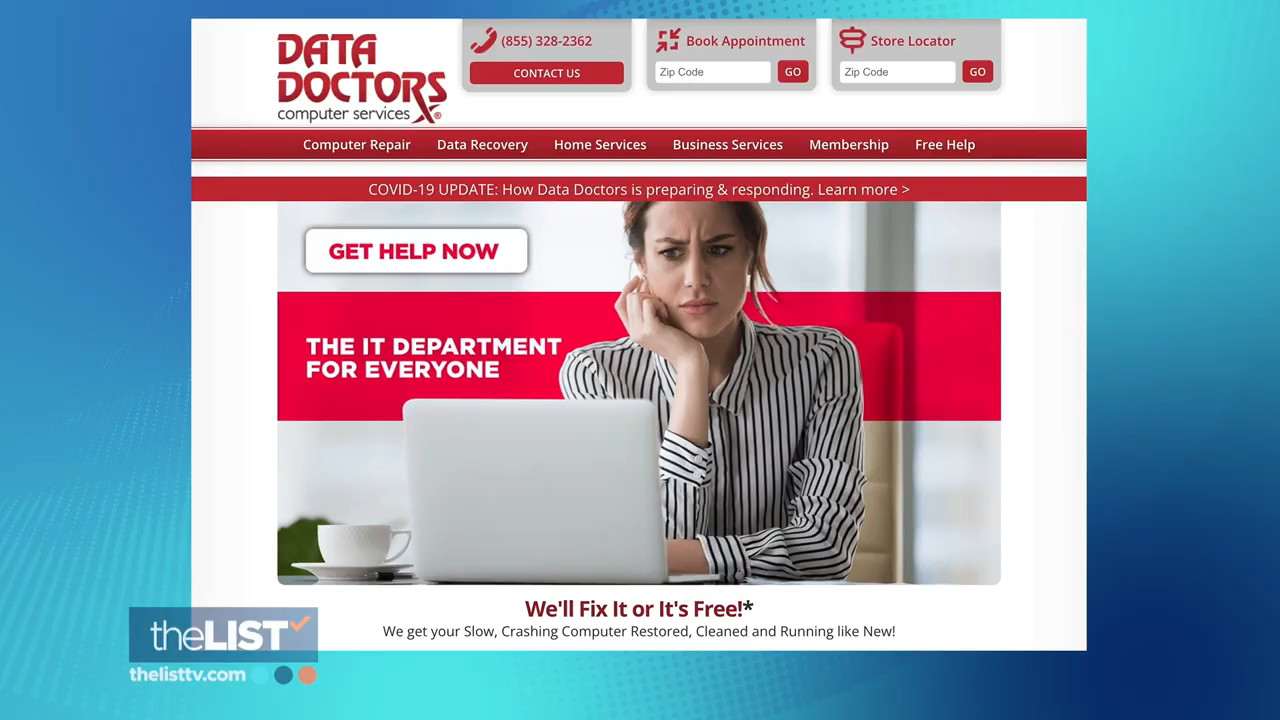 DATA
DOCTORS
computer services
(855) 328-2362
CONTACT US
Book Appointment
Zip Code
GO
Store Locator
Zip Code
GO
Computer Repair
Data Recovery
Home Services
Business Services
Membership
Free Help
COVID-19 UPDATE: How Data Doctors is preparing & responding. Learn more >
GET HELP NOW
THE IT DEPARTMENT
FOR EVERYONE
We'll Fix It or It's Free!*
We get your Slow, Crashing Computer Restored, Cleaned and Running like New!
theLIST
thelisttv.com